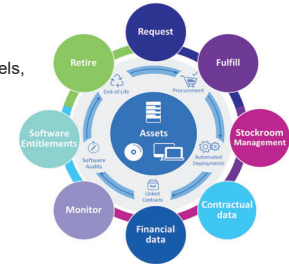 els,
Request
Retire
Fulfill
End of Life
Procurement
Software
Entitlements
Assets
Stockroom
Management
Software
Audits
Automated
Deployments
Linked
Contracts
Monitor
Contractual
data
Financial
data